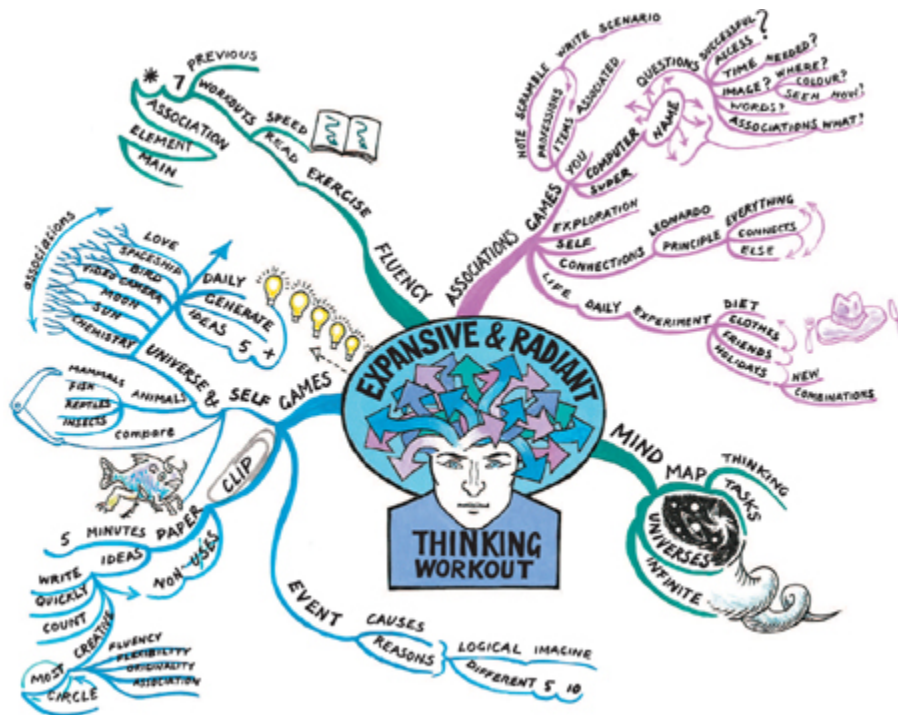 EXPANSIVE & RADIANT
THINKING
WORKOUT
ASSOCIATIONS
GAMES
YOU
NOTE SCRAMBLE
WRITE SCENARIO
PROFESSIONS
ITEMS ASSOCIATED
COMPUTER
SUPER
NAME
QUESTIONS
SUCCESSFUL?
ACCESS
TIME NEEDED?
IMAGE?
WHERE?
COLOUR?
SEEN HOW?
WORDS?
ASSOCIATIONS WHAT?
EXPLORATION
SELF
CONNECTIONS
LEONARDO
PRINCIPLE
EVERYTHING
CONNECTS
ELSE
LIFE DAILY EXPERIMENT
DIET
CLOTHES
FRIENDS
HOLIDAYS
NEW
COMBINATIONS
MIND
MAP
THINKING
TASKS
UNIVERSES
INFINITE
GAMES
EVENT
CAUSES
REASONS
LOGICAL IMAGINE
DIFFERENT 5 10
CLIP
PAPER
5 MINUTES
IDEAS
NON USES
WRITE
QUICKLY
COUNT
CREATIVE
MOST
CIRCLE
FLUENCY
FLEXIBILITY
ORIGINALITY
ASSOCIATION
UNIVERSE & SELF
ANIMALS
MAMMALS
FISH
REPTILES
INSECTS
compare
DAILY
GENERATE
IDEAS
5 +
associations
LOVE
SPACESHIP
BIRD
VIDEO CAMERA
MOON
SUN
CHEMISTRY
FLUENCY
EXERCISE
SPEED
READ
WORKOUTS
7 PREVIOUS
*
ASSOCIATION
ELEMENT
MAIN